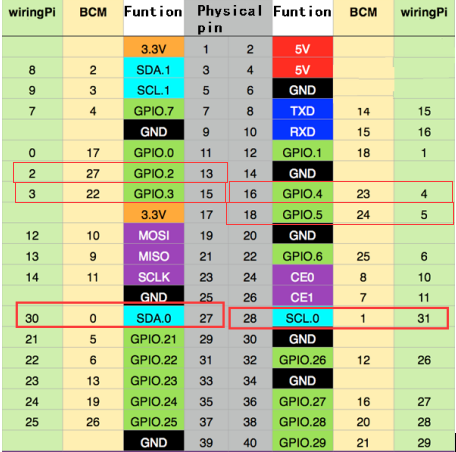 wiringPi BCM Funtion Physical pin Funtion BCM wiringPi
3.3V 1 2 5V
8 2 SDA.1 3 4 5V
9 3 SCL.1 5 6 GND
7 4 GPIO.7 7 8 TXD 14 15
GND 9 10 RXD 15 16
0 17 GPIO.0 11 12 GPIO.1 18 1
2 27 GPIO.2 13 14 GND
3 22 GPIO.3 15 16 GPIO.4 23 4
3.3V 17 18 GPIO.5 24 5
12 10 MOSI 19 20 GND
13 9 MISO 21 22 GPIO.6 25 6
14 11 SCLK 23 24 CE0 8 10
GND 25 26 CE1 7 11
30 0 SDA.0 27 28 SCL.0 1 31
21 5 GPIO.21 29 30 GND
22 6 GPIO.22 31 32 GPIO.26 12 26
23 13 GPIO.23 33 34 GND
24 19 GPIO.24 35 36 GPIO.27 16 27
25 26 GPIO.25 37 38 GPIO.28 20 28
GND 39 40 GPIO.29 21 29